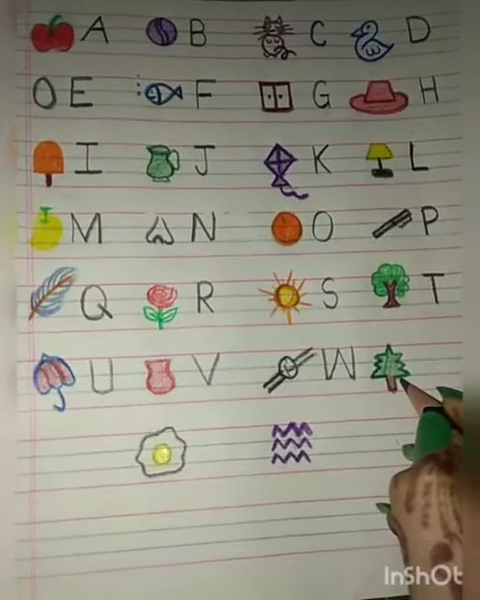 A B C D
E F G H
I J K L
M N O P
Q R S T
U V W
InShOt